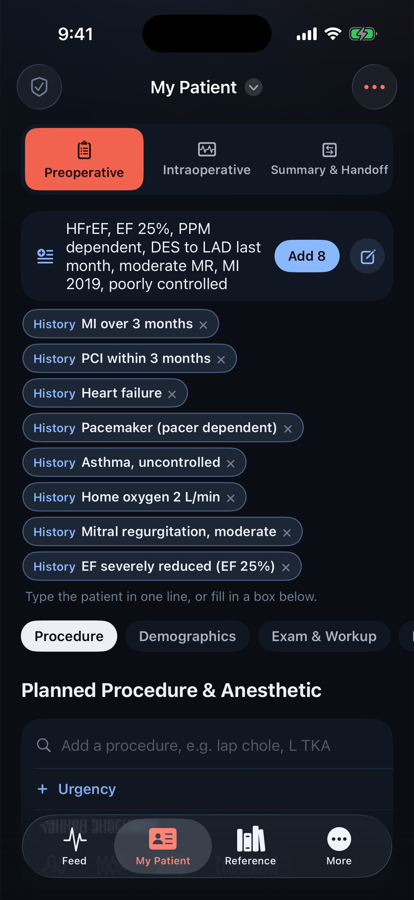 9:41
My Patient
Preoperative
Intraoperative
Summary & Handoff
HFrEF, EF 25%, PPM
dependent, DES to LAD last
month, moderate MR, MI
2019, poorly controlled
Add 8
History MI over 3 months ×
History PCI within 3 months ×
History Heart failure ×
History Pacemaker (pacer dependent) ×
History Asthma, uncontrolled ×
History Home oxygen 2 L/min ×
History Mitral regurgitation, moderate ×
History EF severely reduced (EF 25%) ×
Type the patient in one line, or fill in a box below.
Procedure
Demographics
Exam & Workup
Planned Procedure & Anesthetic
Add a procedure, e.g. lap chole, L TKA
+ Urgency
Feed
My Patient
Reference
More